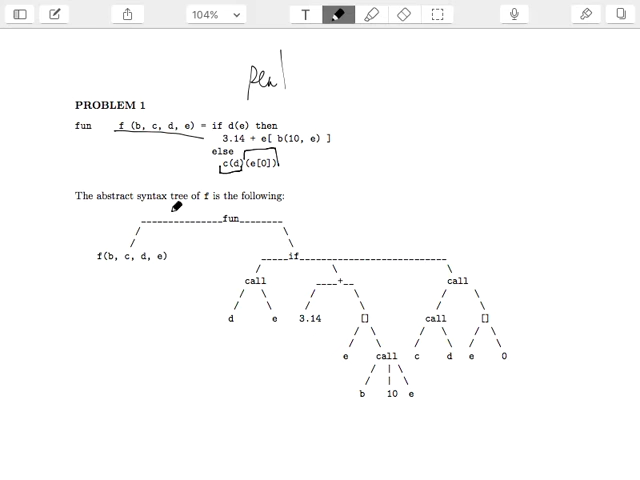 104%
T
pen
PROBLEM 1
fun f (b, c, d, e) = if d(e) then
3.14 + e[ b(10, e) ]
else
c(d)(e[0])
The abstract syntax tree of f is the following:
fun
f(b, c, d, e) if
call + call
d e 3.14 [] call []
e call c d e 0
b 10 e